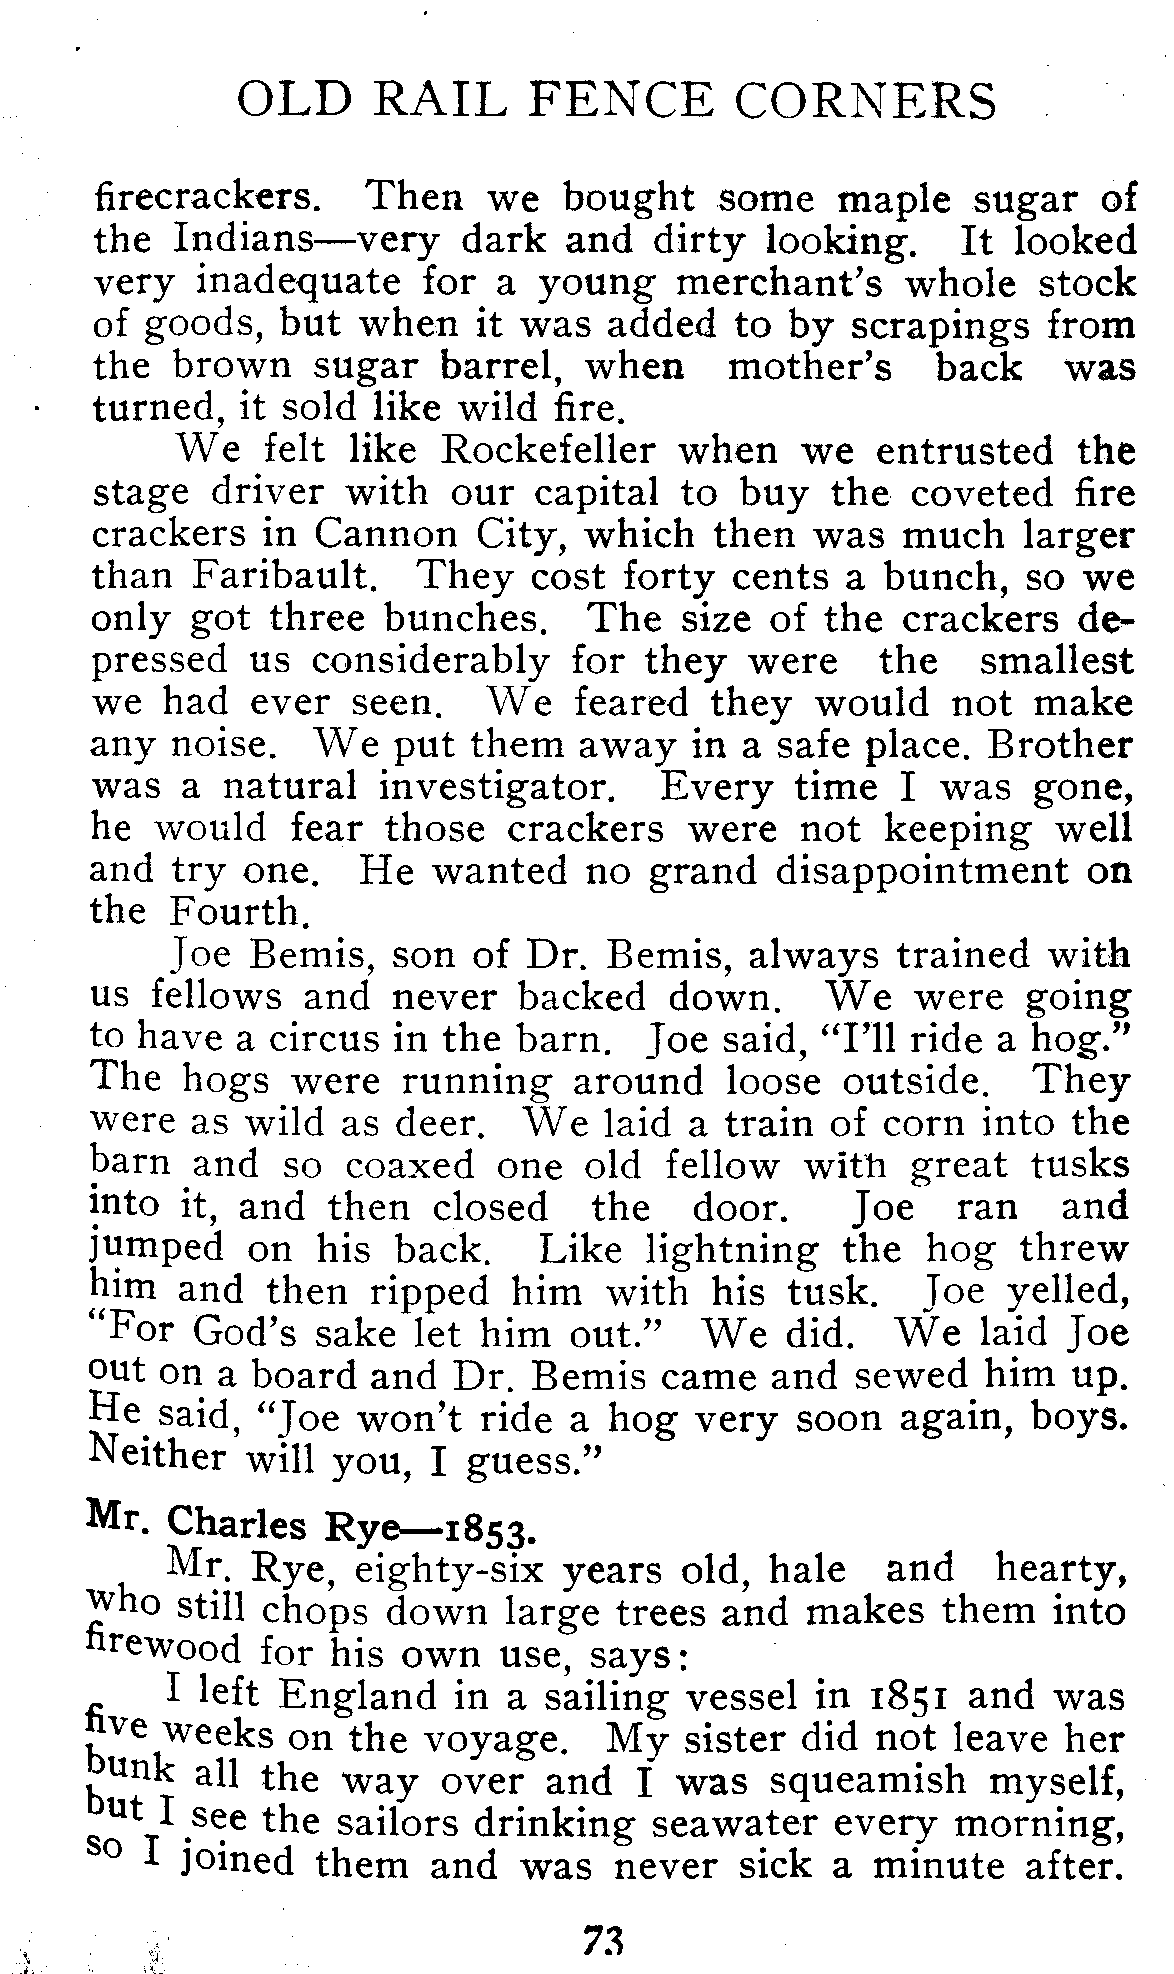 OLD RAIL FENCE CORNERS
firecrackers. Then we bought some maple sugar of
the Indians—very dark and dirty looking. It looked
very inadequate for a young merchant's whole stock
of goods, but when it was added to by scrapings from
the brown sugar barrel, when mother's back was
turned, it sold like wild fire.
We felt like Rockefeller when we entrusted the
stage driver with our capital to buy the coveted fire
crackers in Cannon City, which then was much larger
than Faribault. They cost forty cents a bunch, so we
only got three bunches. The size of the crackers de-
pressed us considerably for they were the smallest
we had ever seen. We feared they would not make
any noise. We put them away in a safe place. Brother
was a natural investigator. Every time I was gone,
he would fear those crackers were not keeping well
and try one. He wanted no grand disappointment on
the Fourth.
Joe Bemis, son of Dr. Bemis, always trained with
us fellows and never backed down. We were going
to have a circus in the barn. Joe said, "I'll ride a hog."
The hogs were running around loose outside. They
were as wild as deer. We laid a train of corn into the
barn and so coaxed one old fellow with great tusks
into it, and then closed the door. Joe ran and
jumped on his back. Like lightning the hog threw
him and then ripped him with his tusk. Joe yelled,
"For God's sake let him out." We did. We laid Joe
out on a board and Dr. Bemis came and sewed him up.
He said, "Joe won't ride a hog very soon again, boys.
Neither will you, I guess."
Mr. Charles Rye—1853.
Mr. Rye, eighty-six years old, hale and hearty,
who still chops down large trees and makes them into
firewood for his own use, says:
I left England in a sailing vessel in 1851 and was
five weeks on the voyage. My sister did not leave her
bunk all the way over and I was squeamish myself,
but I see the sailors drinking seawater every morning,
so I joined them and was never sick a minute after.
73